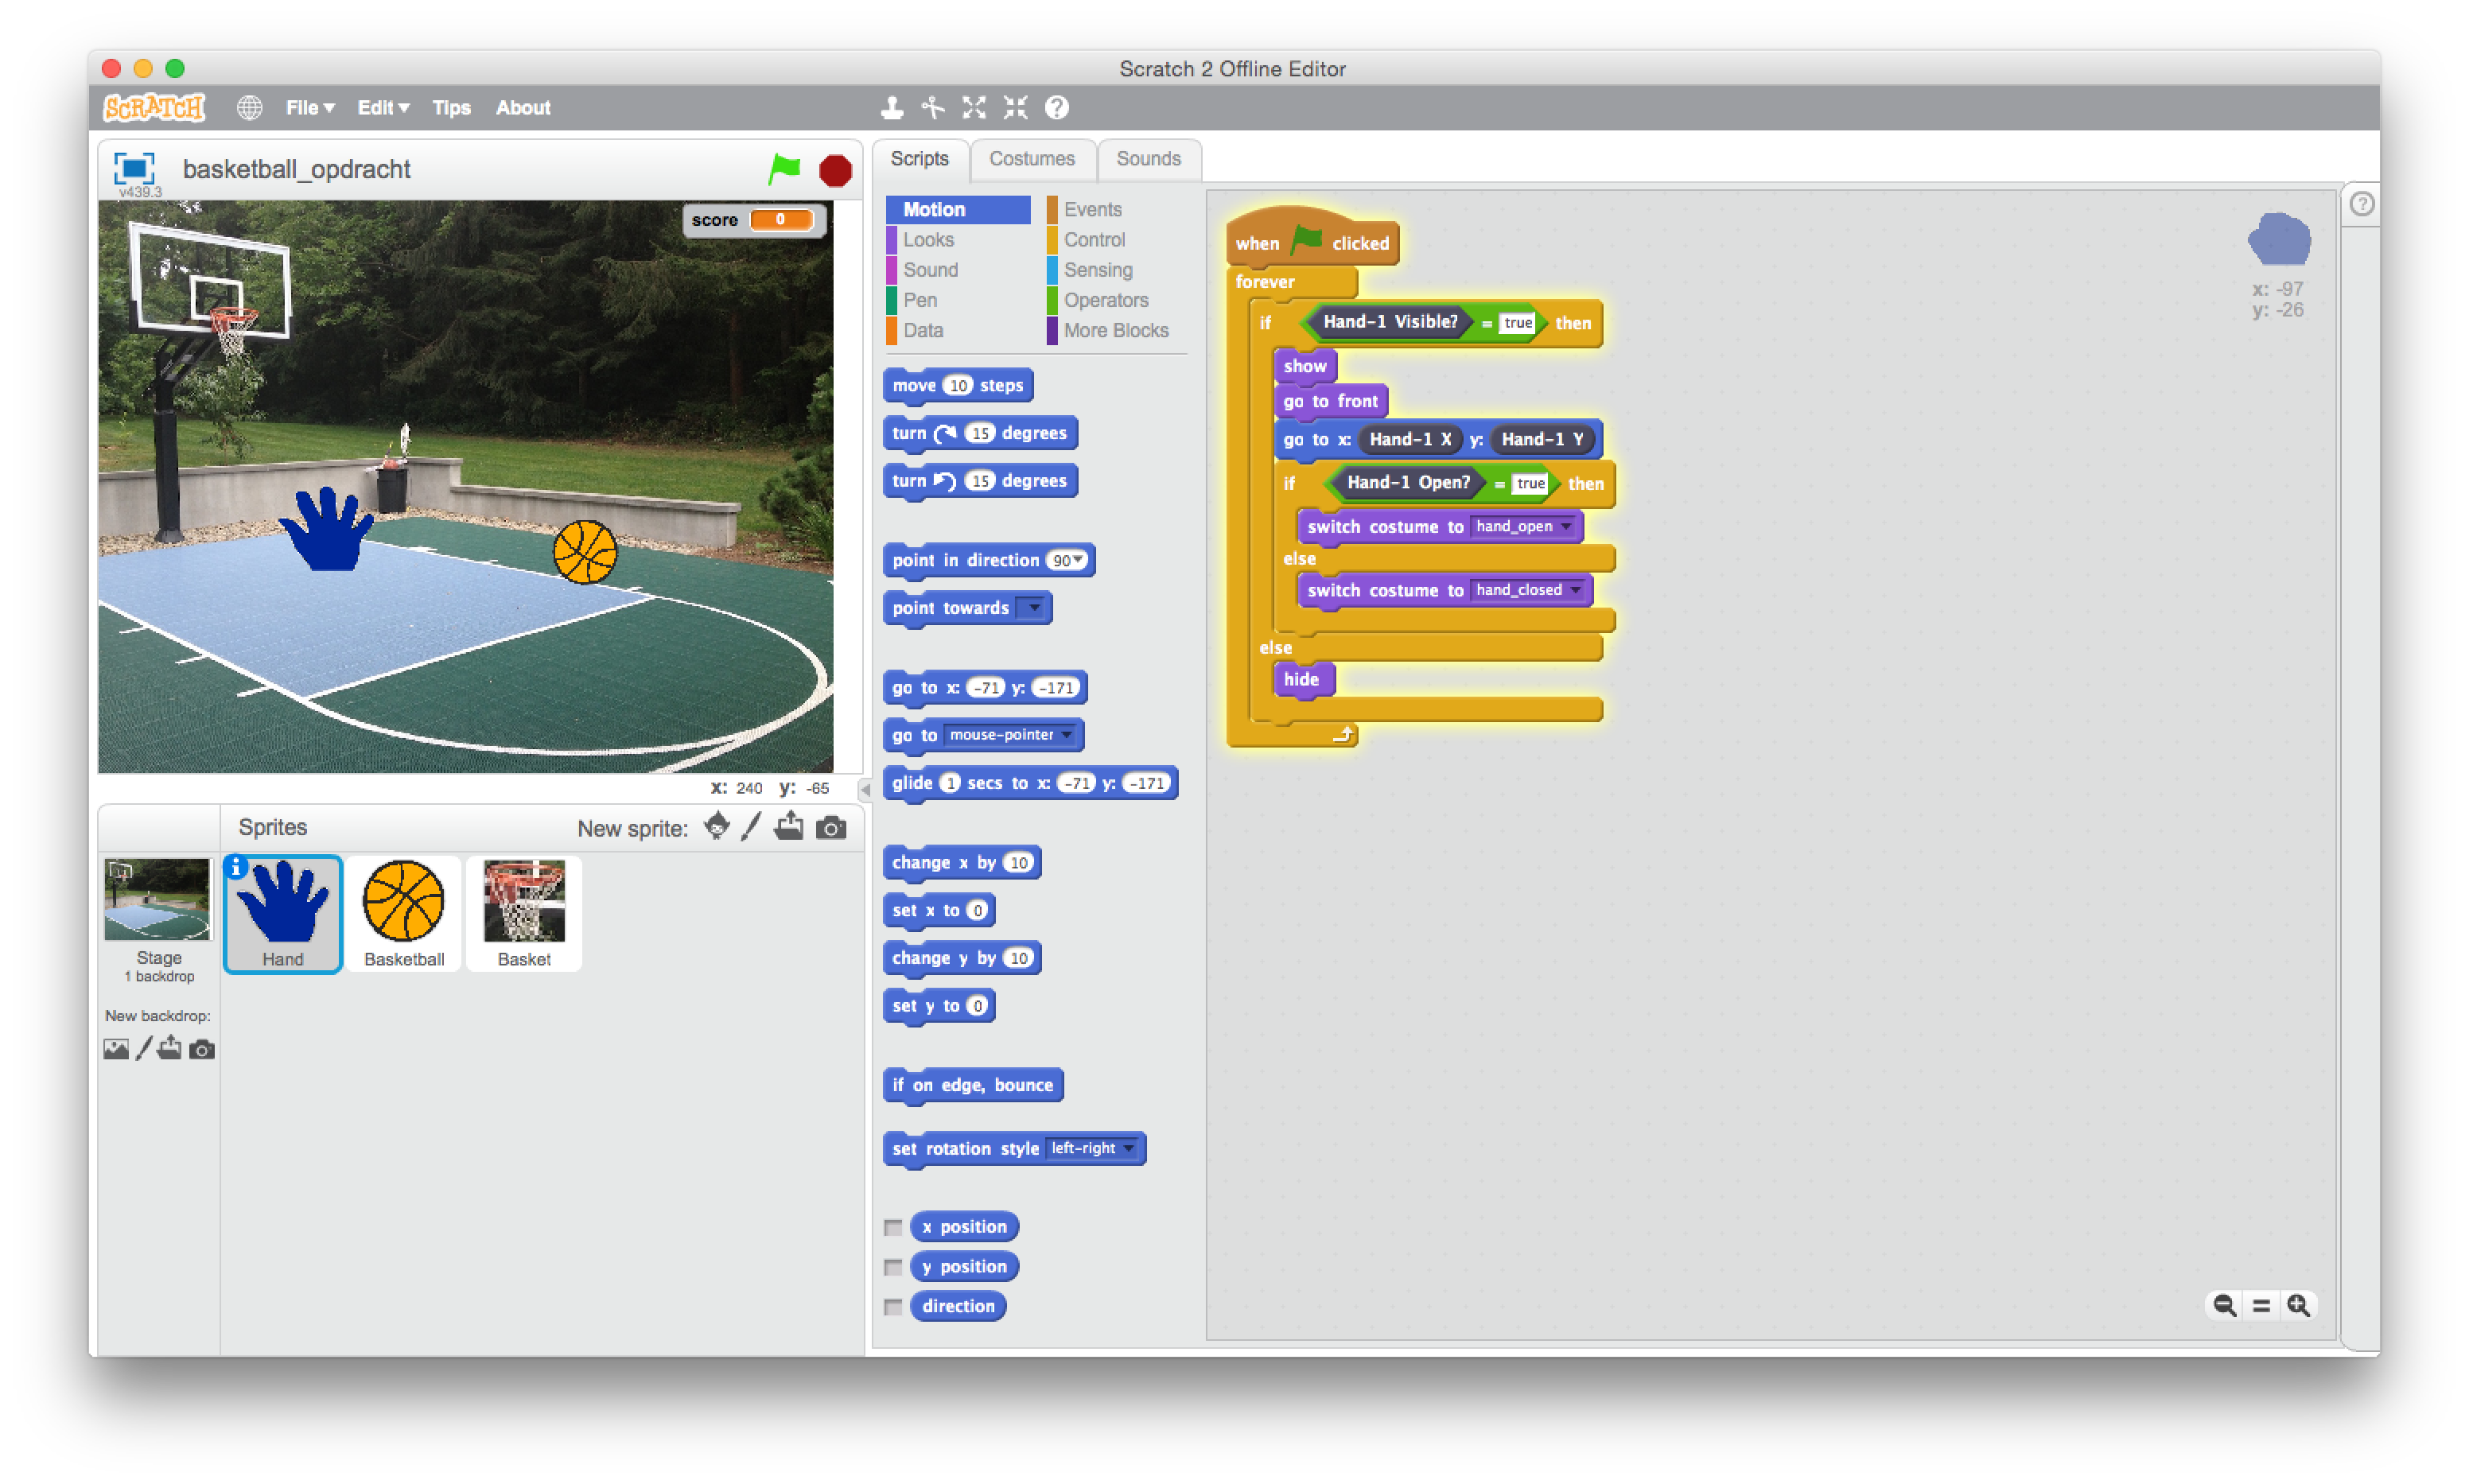 Scratch 2 Offline Editor
SCRATCH File Edit Tips About
v439.3
basketball_opdracht
score 0
x: 240 y: -65
Sprites New sprite:
Stage
1 backdrop
New backdrop:
Hand
Basketball
Basket
Scripts Costumes Sounds
Motion Events
Looks Control
Sound Sensing
Pen Operators
Data More Blocks
move 10 steps
turn 15 degrees
turn 15 degrees
point in direction 90
point towards
go to x: -71 y: -171
go to mouse-pointer
glide 1 secs to x: -71 y: -171
change x by 10
set x to 0
change y by 10
set y to 0
if on edge, bounce
set rotation style left-right
x position
y position
direction
when clicked
forever
if Hand-1 Visible? = true then
show
go to front
go to x: Hand-1 X y: Hand-1 Y
if Hand-1 Open? = true then
switch costume to hand_open
else
switch costume to hand_closed
else
hide
x: -97
y: -26